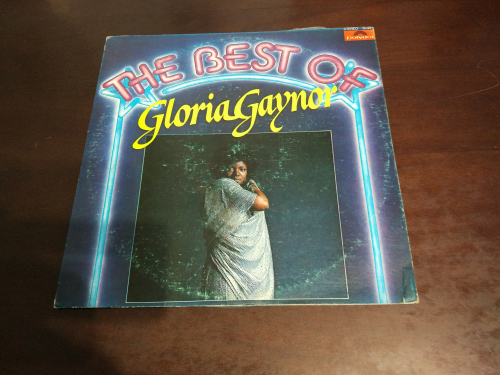 THE BEST OF
Gloria Gaynor